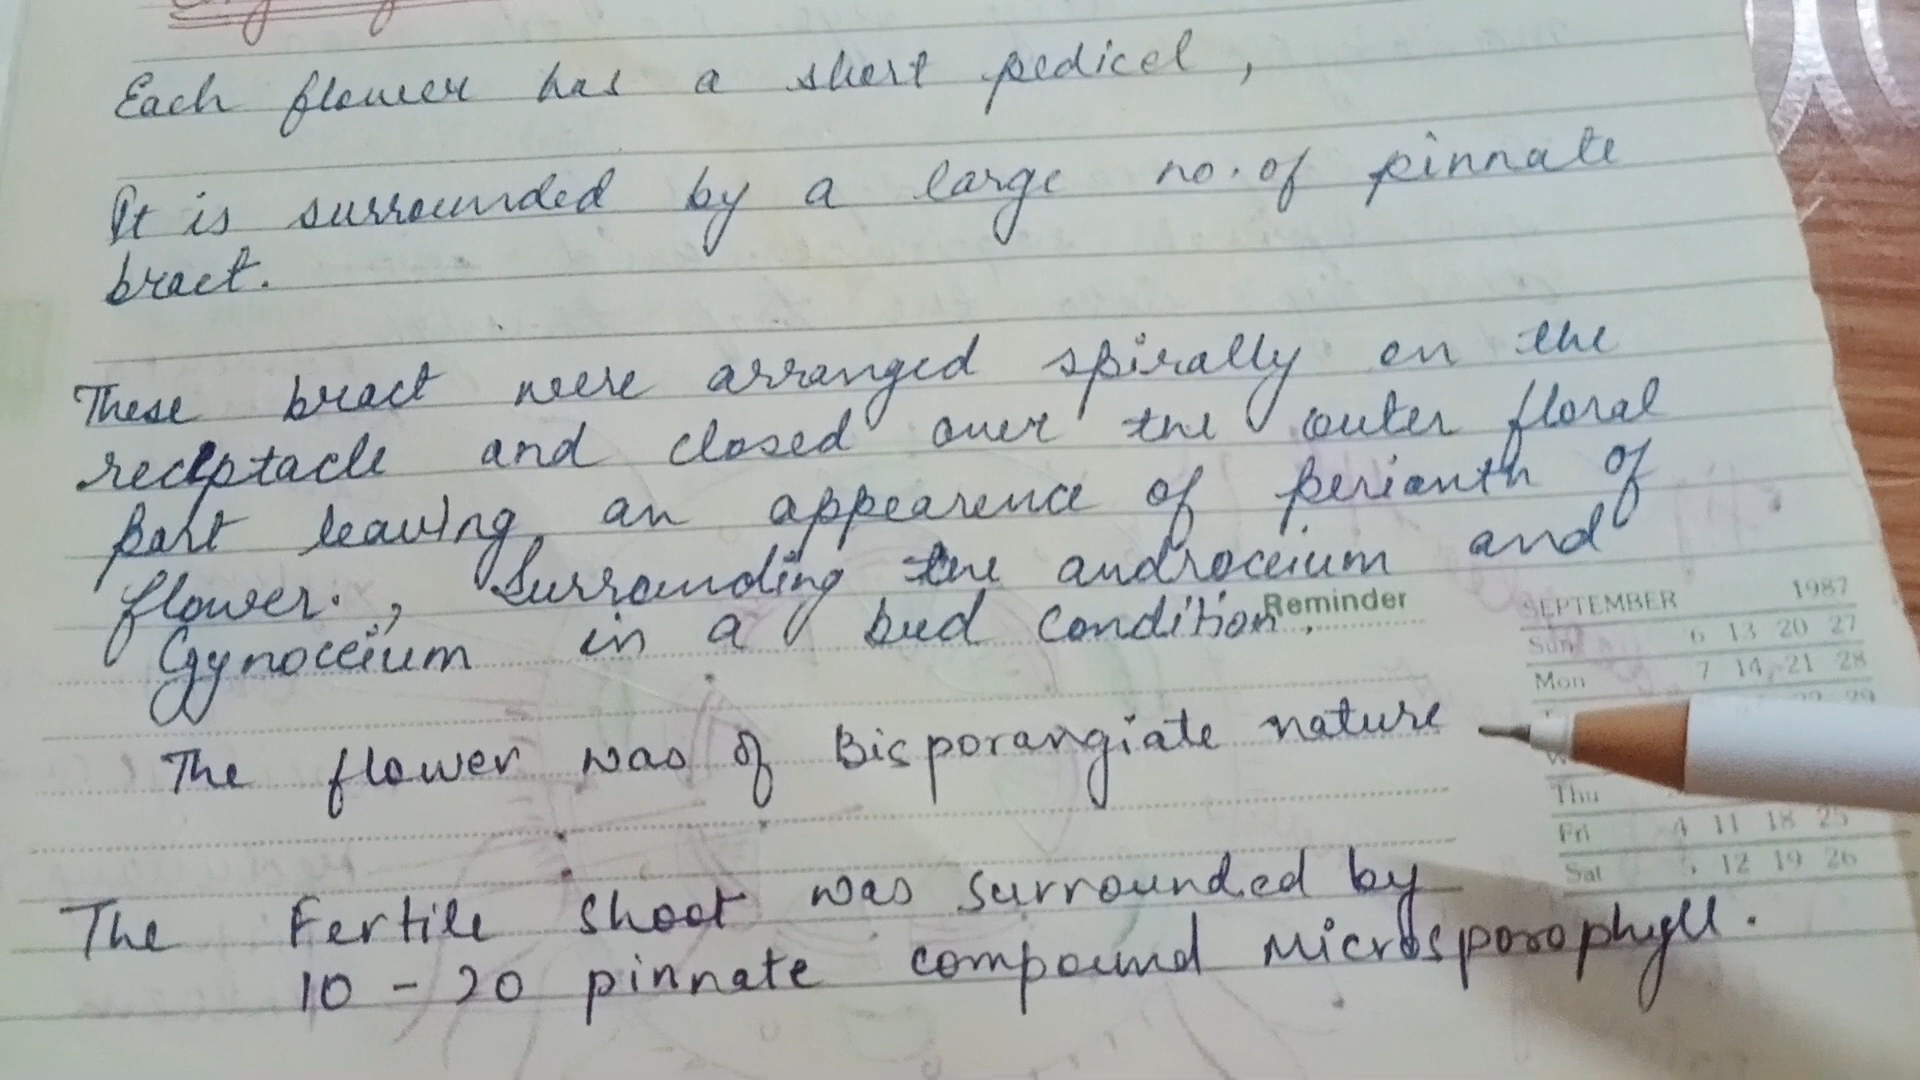 Each flower has a short pedicel,
It is surrounded by a large no. of pinnate
bract.
These bract were arranged spirally on the
receptacle and closed over the outer floral
part leaving an appearence of perianth of
flower., Surrounding the androceium and
Gynoceium in a bud condition.
Reminder
SEPTEMBER 1987
Sun 6 13 20 27
Mon 7 14 21 28
22 29
The flower was of Bisporangiate nature
Thu
Fri 4 11 18 25
Sat 5 12 19 26
The Fertile shoot was surrounded by
10 - 20 pinnate compound Microsporophyll.